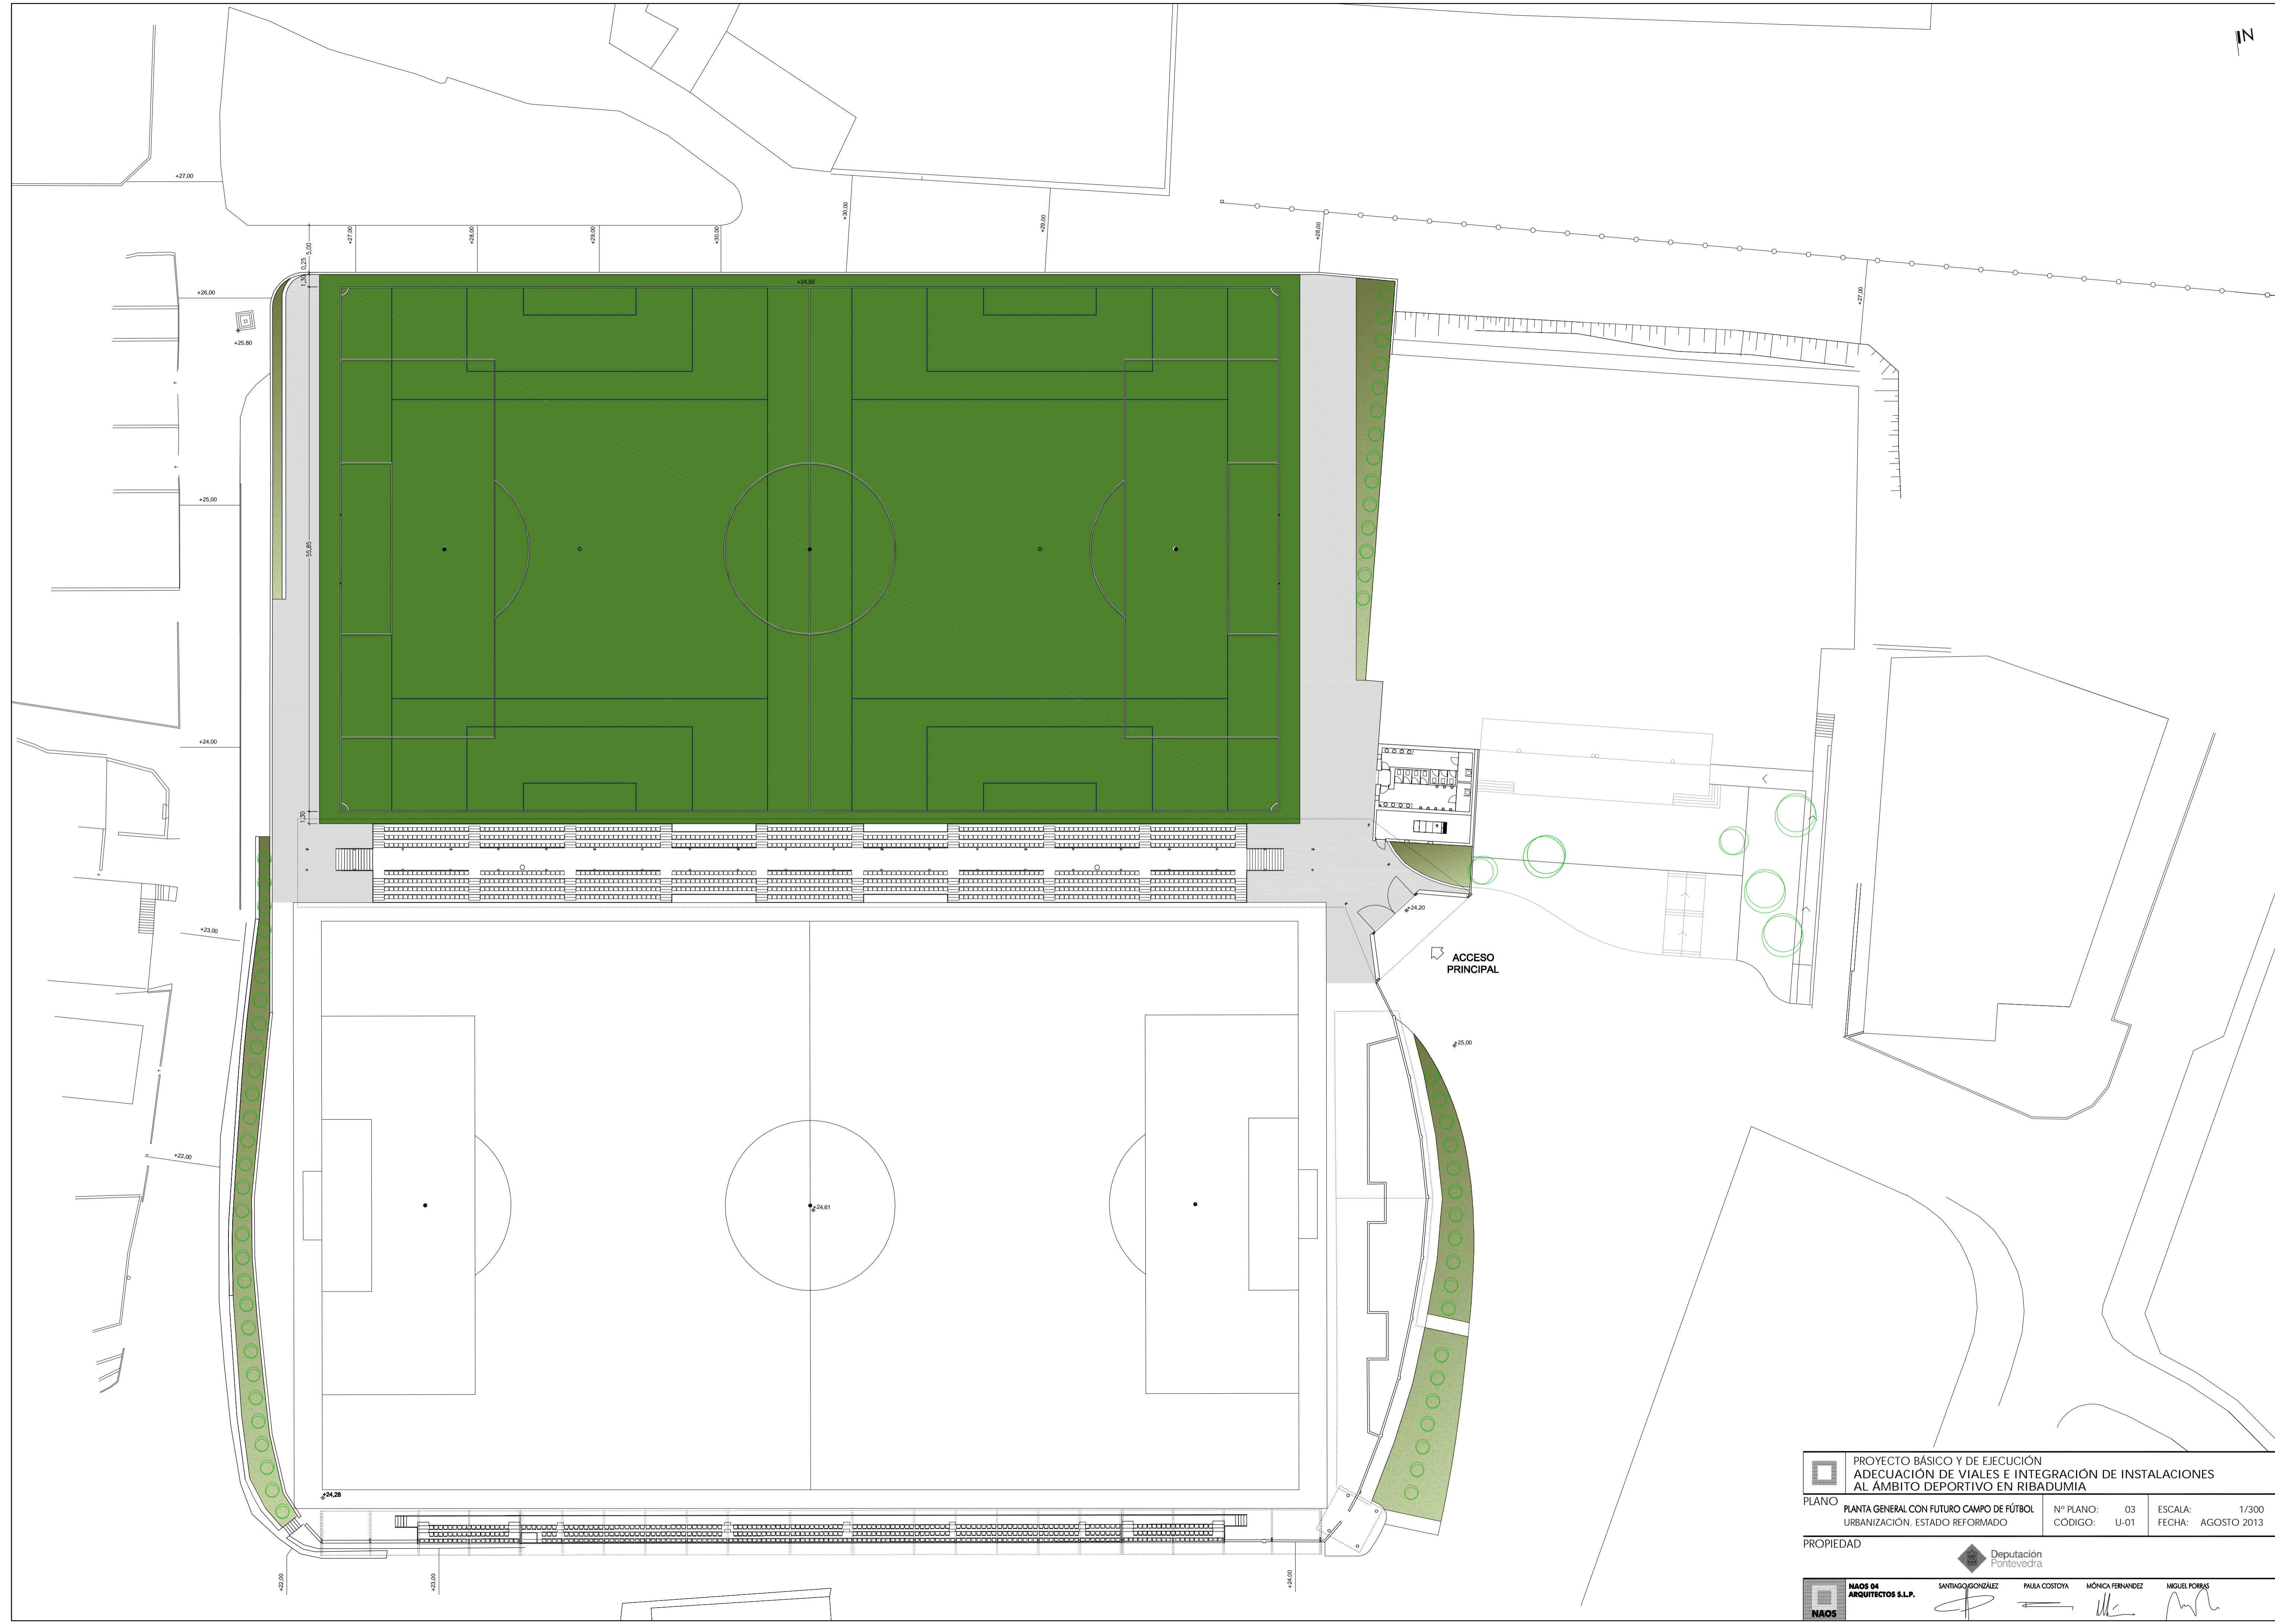 N
+27,00
+30,00
+29,00
+28,00
+27,00
+28,00
+29,00
+30,00
5,00
0,25
1,30
+27,00
+26,00
+24,50
+25,80
+25,00
55,85
+24,00
1,30
+23,00
+24,20
ACCESO
PRINCIPAL
+25,00
+22,00
+24,61
+24,28
+22,00
+23,00
+24,00
PROYECTO BÁSICO Y DE EJECUCIÓN
ADECUACIÓN DE VIALES E INTEGRACIÓN DE INSTALACIONES
AL ÁMBITO DEPORTIVO EN RIBADUMIA
PLANO
PLANTA GENERAL CON FUTURO CAMPO DE FÚTBOL
URBANIZACIÓN. ESTADO REFORMADO
Nº PLANO: 03
CÓDIGO: U-01
ESCALA: 1/300
FECHA: AGOSTO 2013
PROPIEDAD
Deputación
Pontevedra
NAOS
NAOS 04
ARQUITECTOS S.L.P.
SANTIAGO GONZÁLEZ
PAULA COSTOYA
MÓNICA FERNANDEZ
MIGUEL PORRAS